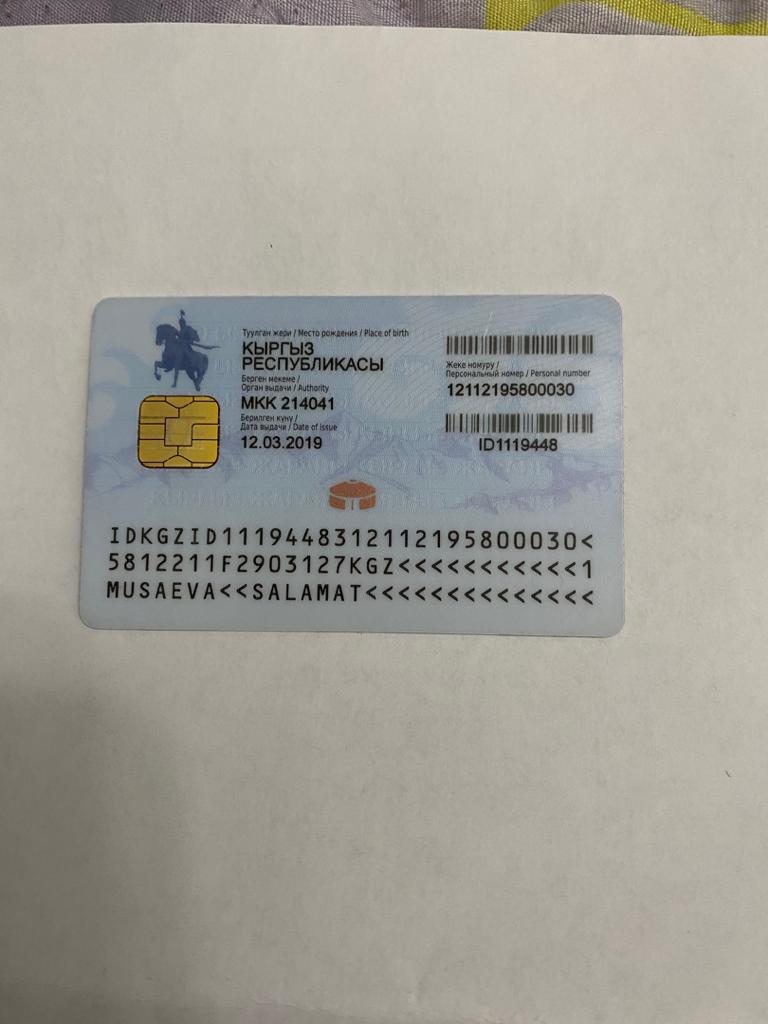 Туулган жери / Место рождения / Place of birth
КЫРГЫЗ
РЕСПУБЛИКАСЫ
Берген мекеме /
Орган выдачи / Authority
МКК 214041
Берилген күнү /
Дата выдачи / Date of issue
12.03.2019
Жеке номуру /
Персональный номер / Personal number
12112195800030
ID1119448
IDKGZID1119448312112195800030<
5812211F2903127KGZ<<<<<<<<<<<1
MUSAEVA<<SALAMAT<<<<<<<<<<<<<<